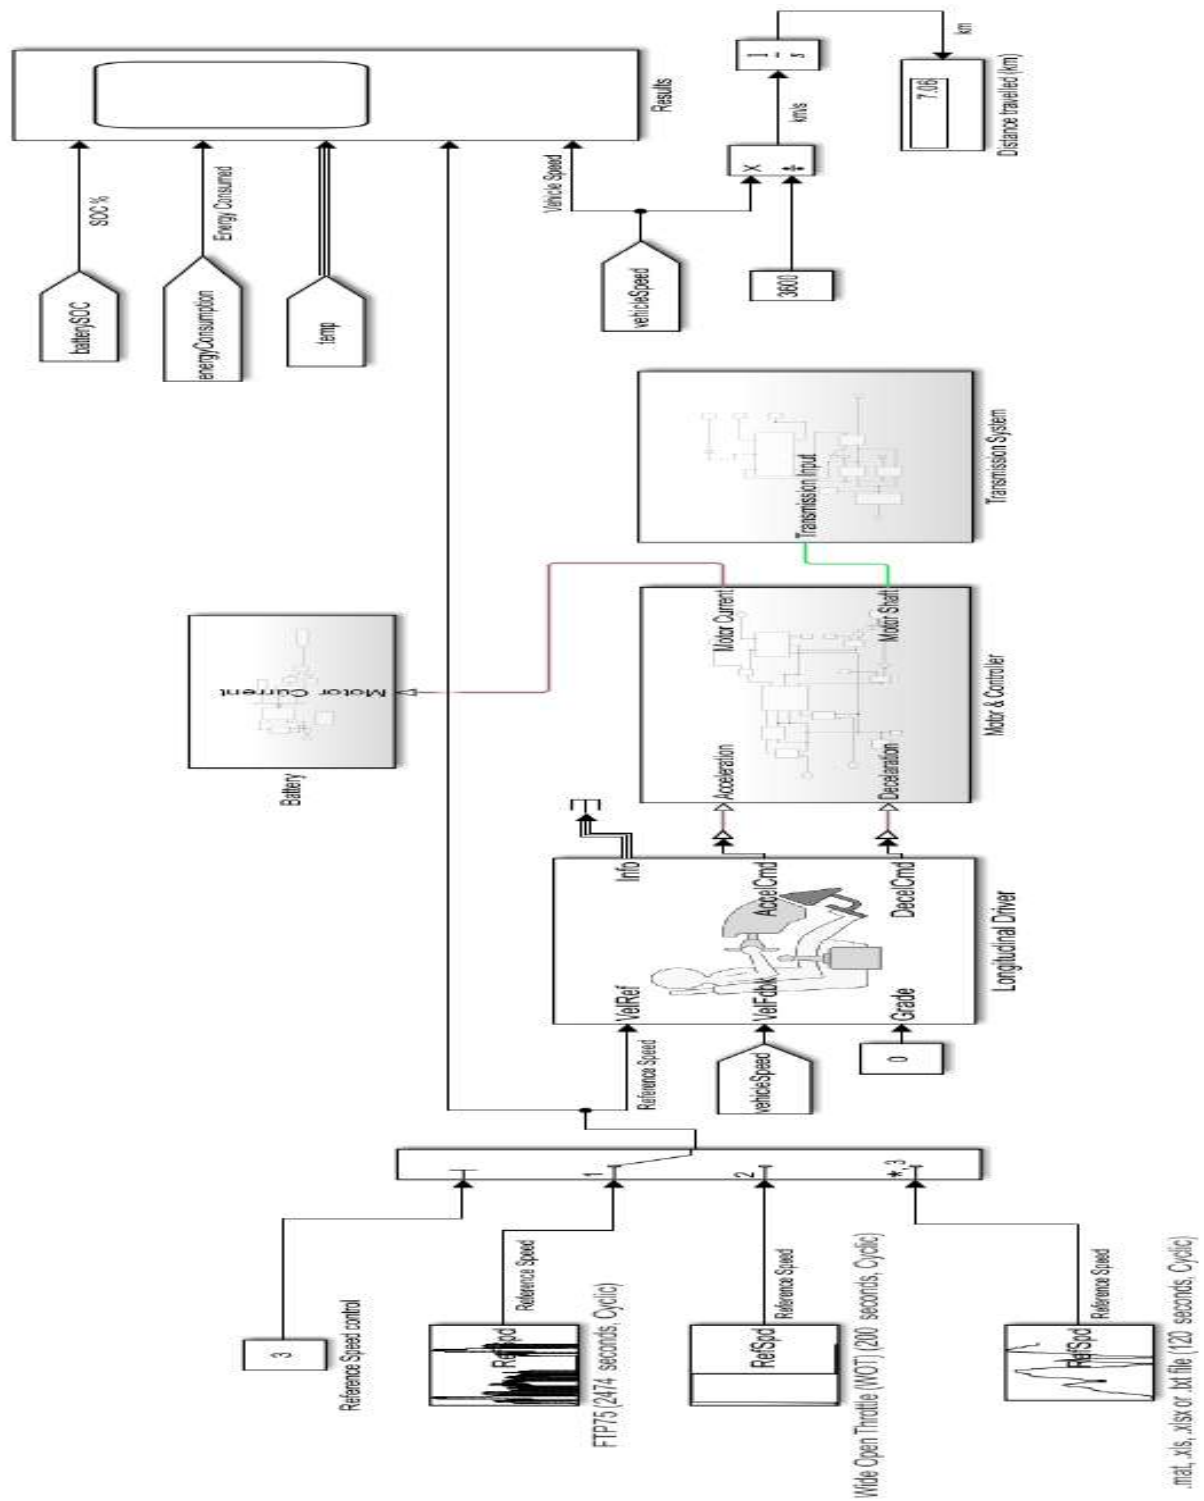 3
Reference Speed control
RefSpd
Reference Speed
FTP75 (2474 seconds, Cyclic)
RefSpd
Reference Speed
Wide Open Throttle (WOT) (200 seconds, Cyclic)
RefSpd
Reference Speed
.mat, .xls, .xlsx or .txt file (120 seconds, Cyclic)
1
2
*, 3
Reference Speed
vehicleSpeed
0
VelRef
VelFdbk
Grade
Info
AccelCmd
DecelCmd
Longitudinal Driver
Battery
Motor Current
Acceleration
Decelaration
Motor Current
Motor Shaft
Motor & Controller
Transmission Input
Transmission System
batterySOC
SOC %
energyConsumption
Energy Consumed
temp
vehicleSpeed
Vehicle Speed
Results
3600
×
÷
km/s
1
s
km
7.06
Distance travelled (km)